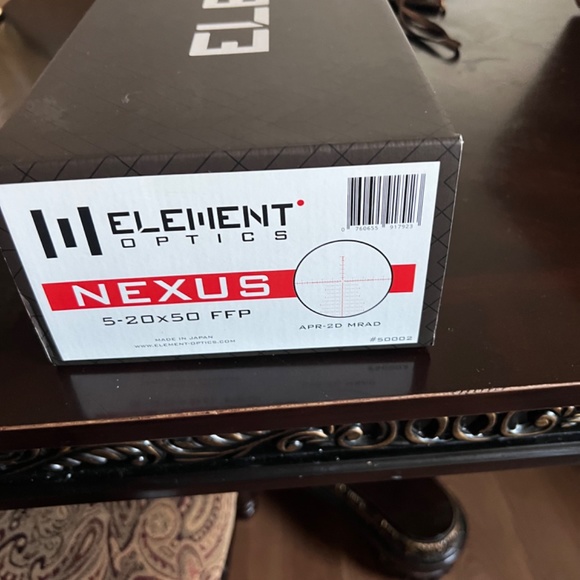 ELE
ELEMENT
OPTICS
NEXUS
5-20x50 FFP
APR-2D MRAD
MADE IN JAPAN
WWW.ELEMENT-OPTICS.COM
#50002